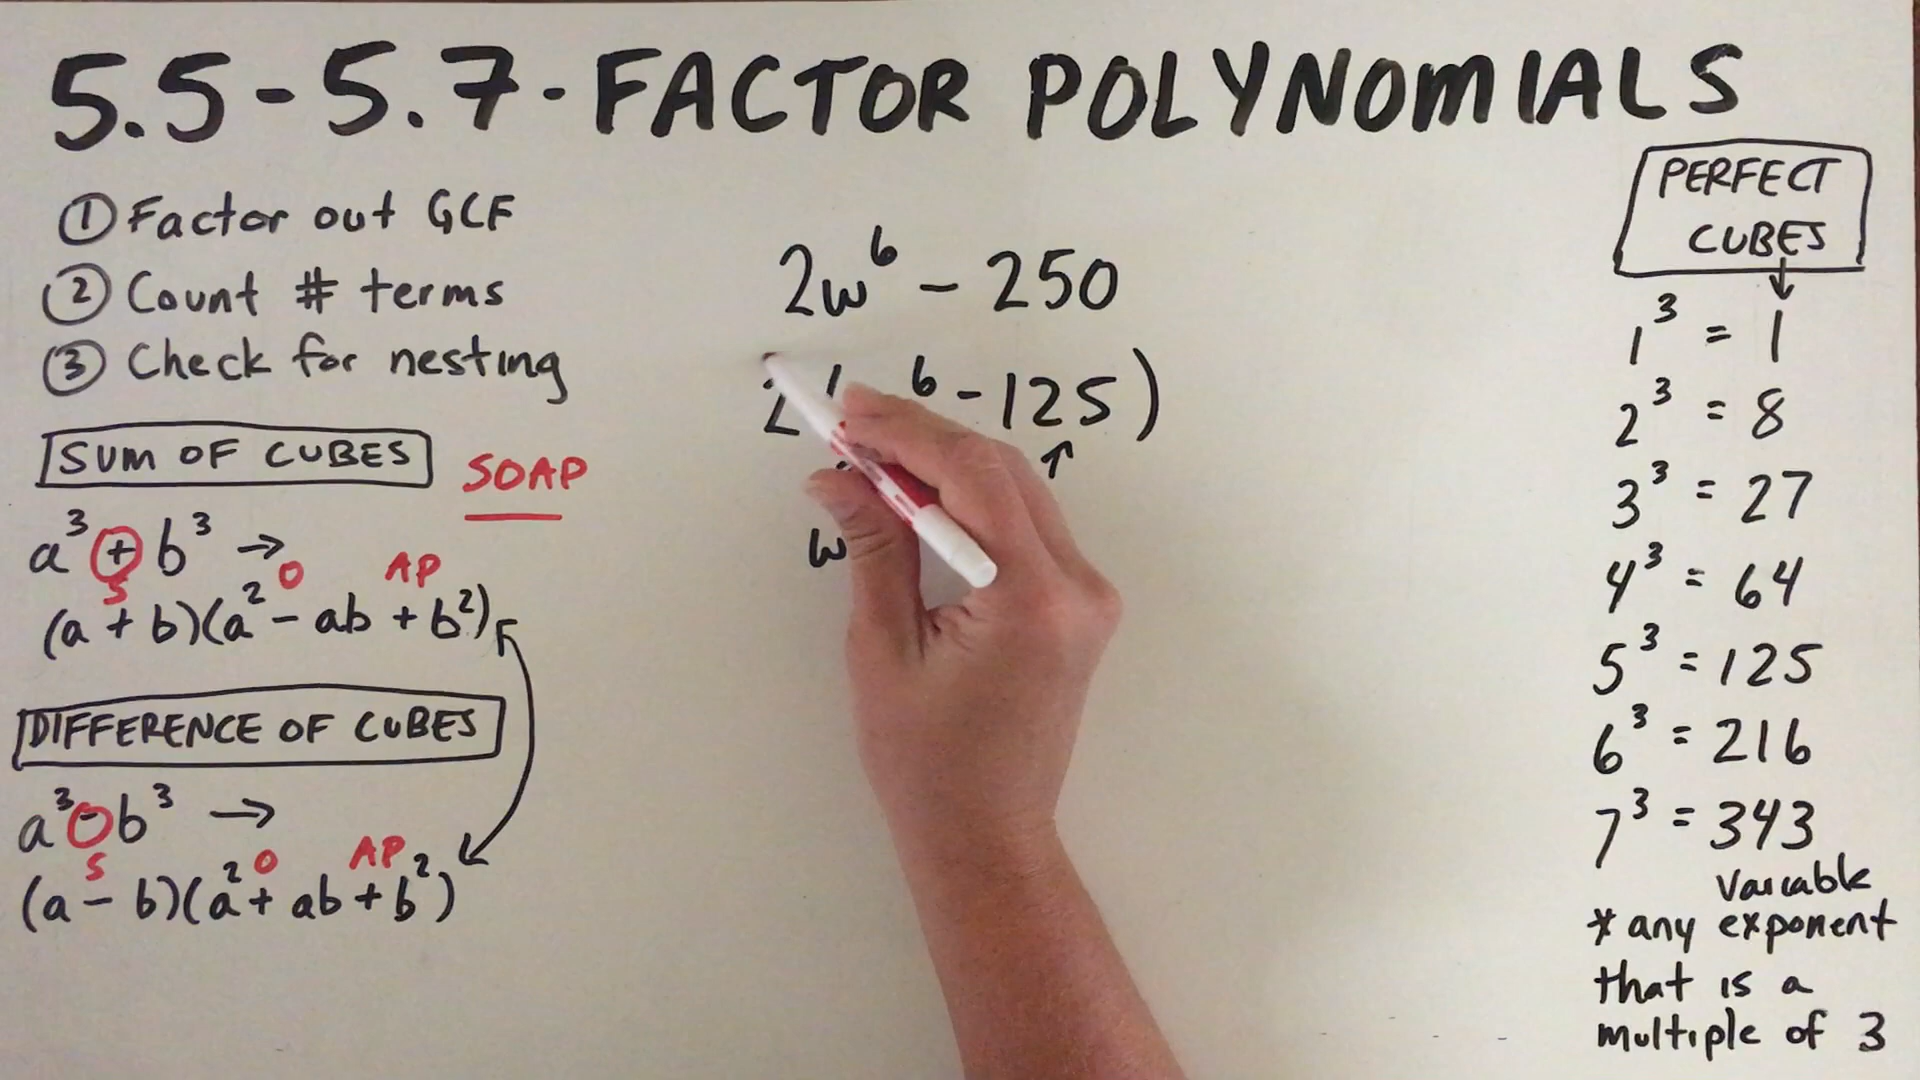 5.5-5.7-FACTOR POLYNOMIALS
① Factor out GCF
② Count # terms
③ Check for nesting
SUM OF CUBES
SOAP
a³ + b³ →
S O AP
(a + b)(a² - ab + b²)
DIFFERENCE OF CUBES
a³ - b³ →
S O AP
(a - b)(a² + ab + b²)
2w⁶ - 250
2( ⁶ - 125)
↑
w
PERFECT
CUBES
↓
1³ = 1
2³ = 8
3³ = 27
4³ = 64
5³ = 125
6³ = 216
7³ = 343
variable
* any exponent
that is a
multiple of 3